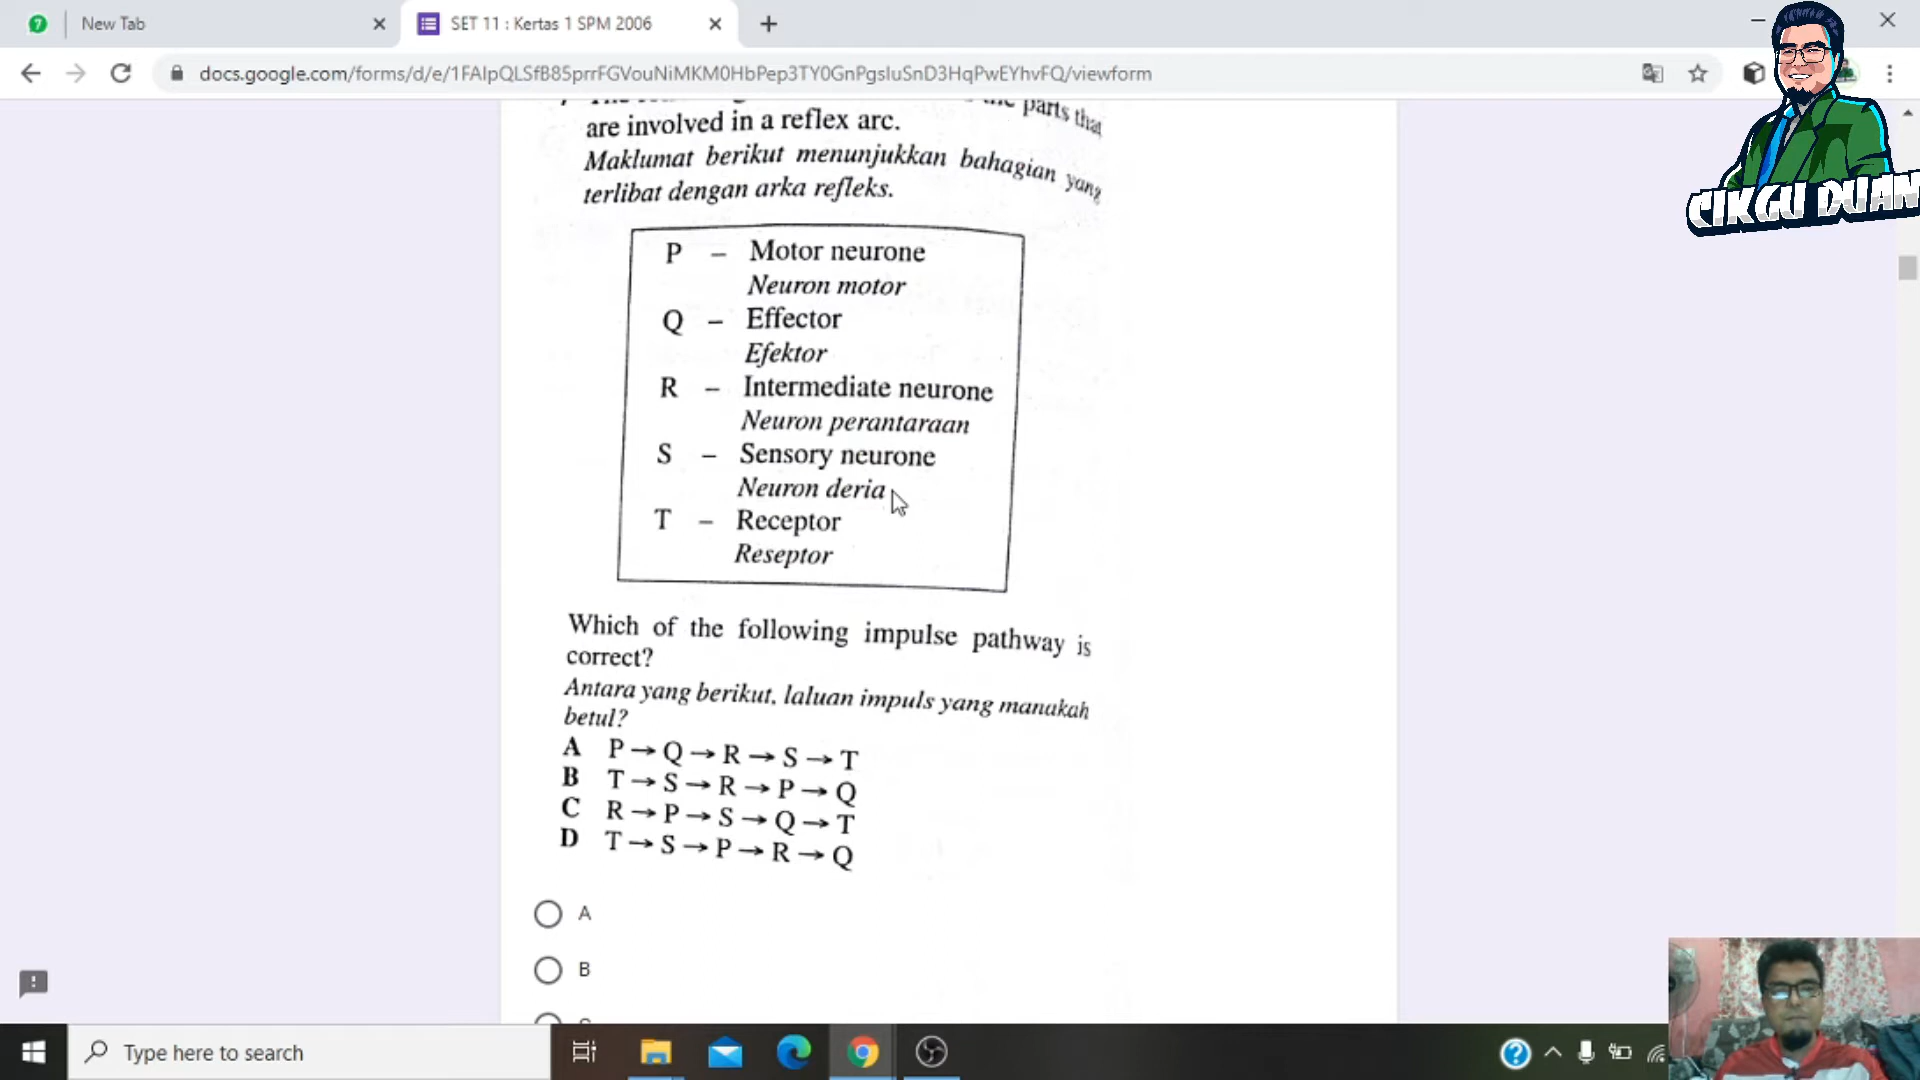 New Tab
SET 11 : Kertas 1 SPM 2006
docs.google.com/forms/d/e/1FAIpQLSfB85prrFGVouNiMKM0HbPep3TY0GnPgsIuSnD3HqPwEYhvFQ/viewform
CIKGU DUAN
parts that
are involved in a reflex arc.
Maklumat berikut menunjukkan bahagian yang
terlibat dengan arka refleks.
P – Motor neurone
Neuron motor
Q – Effector
Efektor
R – Intermediate neurone
Neuron perantaraan
S – Sensory neurone
Neuron deria
T – Receptor
Reseptor
Which of the following impulse pathway is
correct?
Antara yang berikut, laluan impuls yang manakah
betul?
A P → Q → R → S → T
B T → S → R → P → Q
C R → P → S → Q → T
D T → S → P → R → Q
A
B
Type here to search